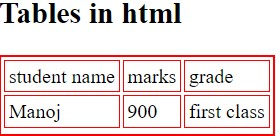 Tables in html
student name marks grade
Manoj 900 first class